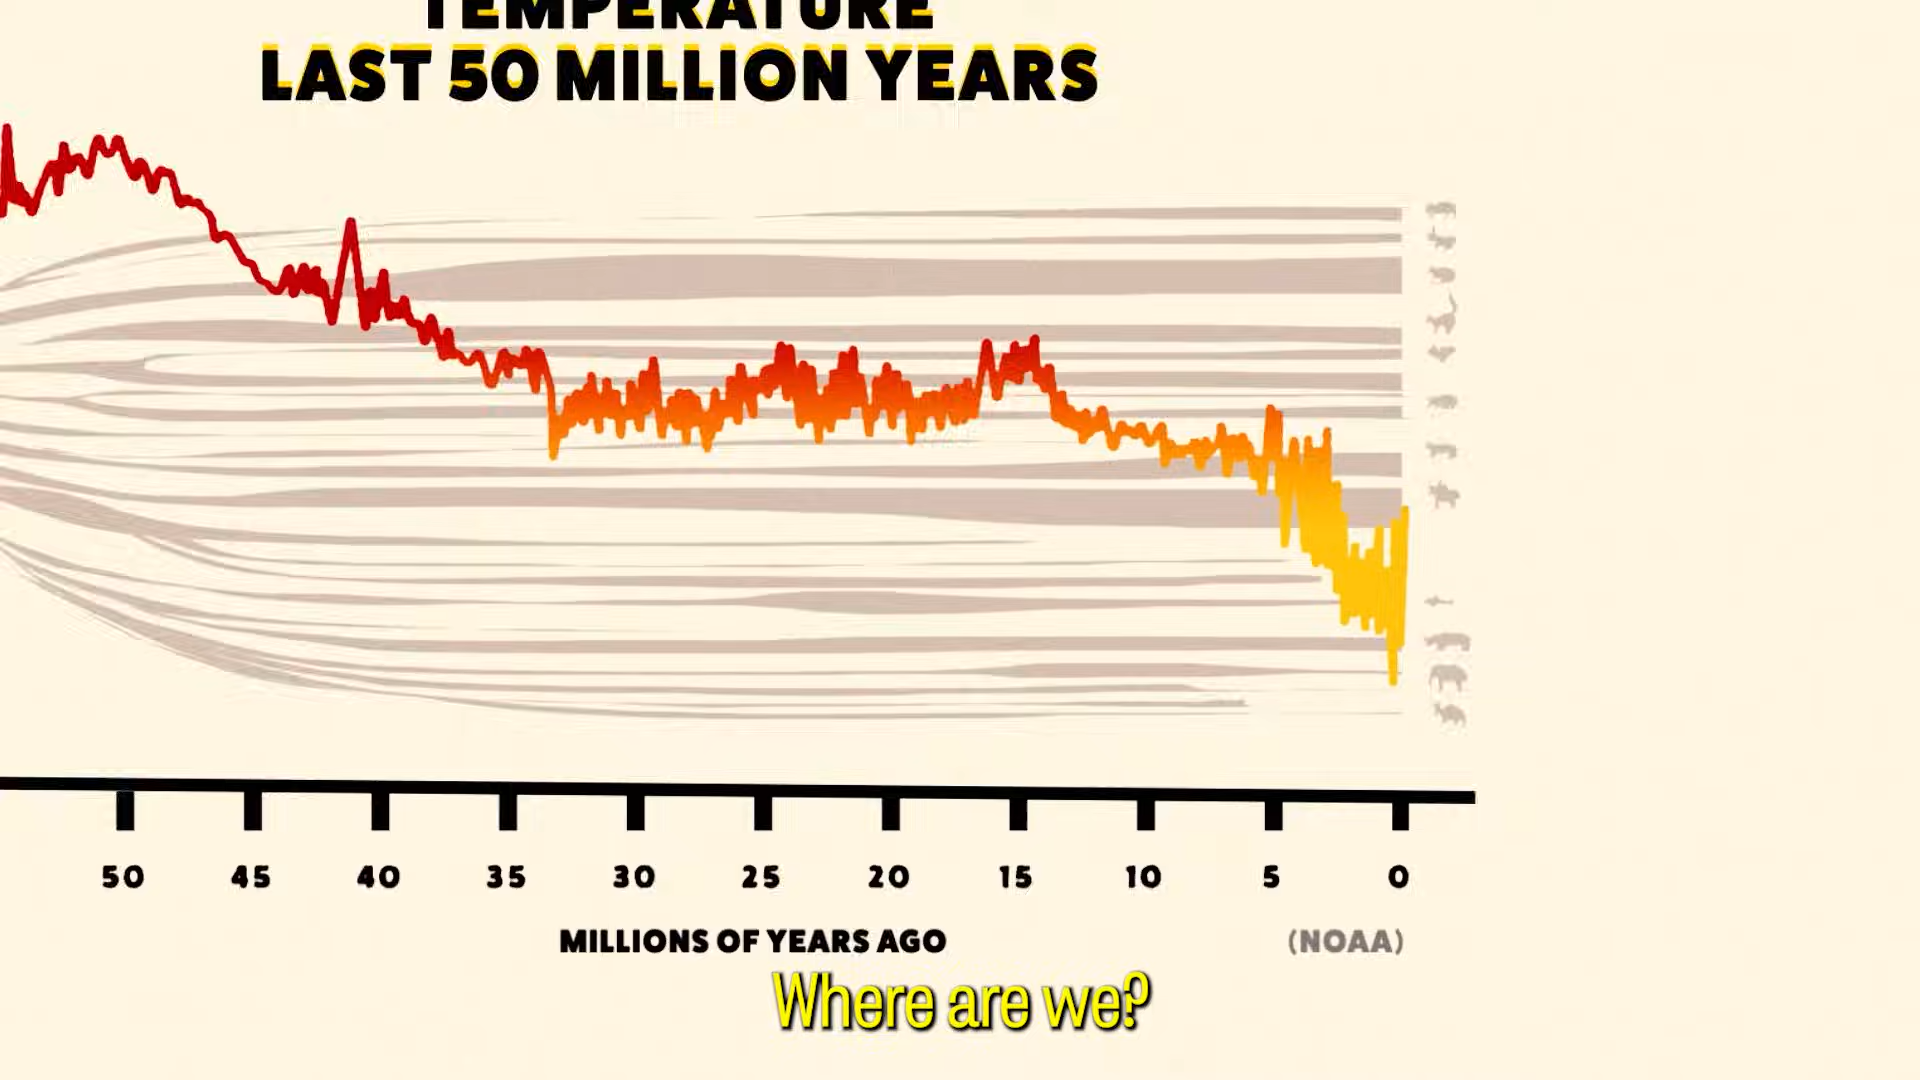 TEMPERATURE
LAST 50 MILLION YEARS
50 45 40 35 30 25 20 15 10 5 0
MILLIONS OF YEARS AGO
(NOAA)
Where are we?